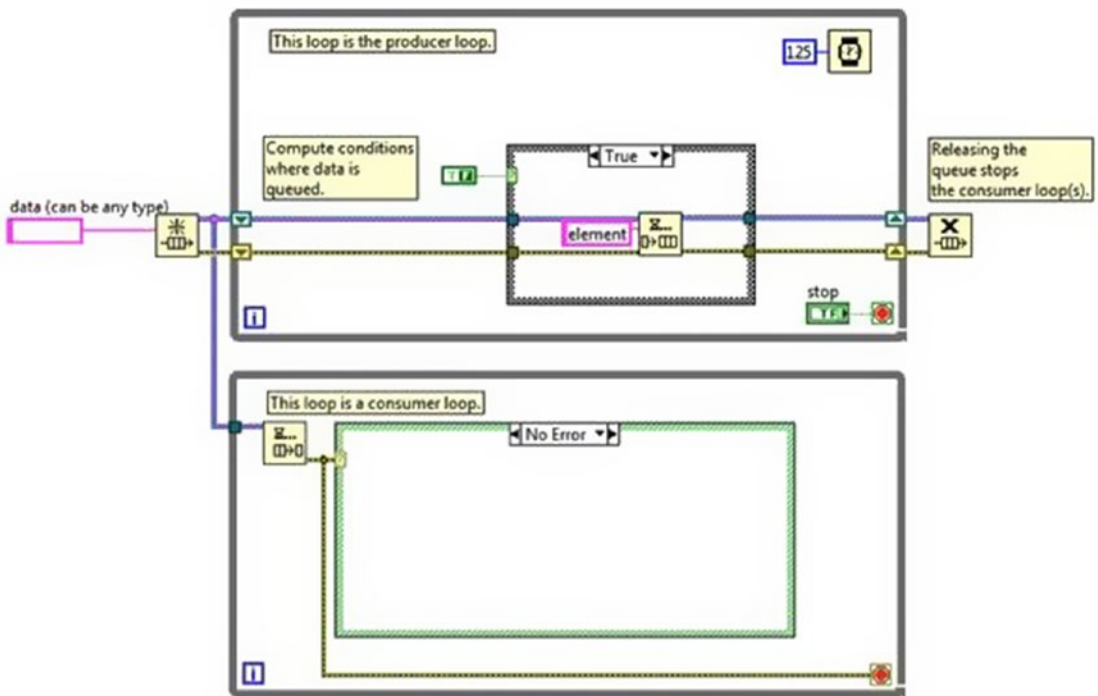 This loop is the producer loop.
125
Compute conditions
where data is
queued.
True
Releasing the
queue stops
the consumer loop(s).
data (can be any type)
element
stop
TF
i
This loop is a consumer loop.
No Error
i